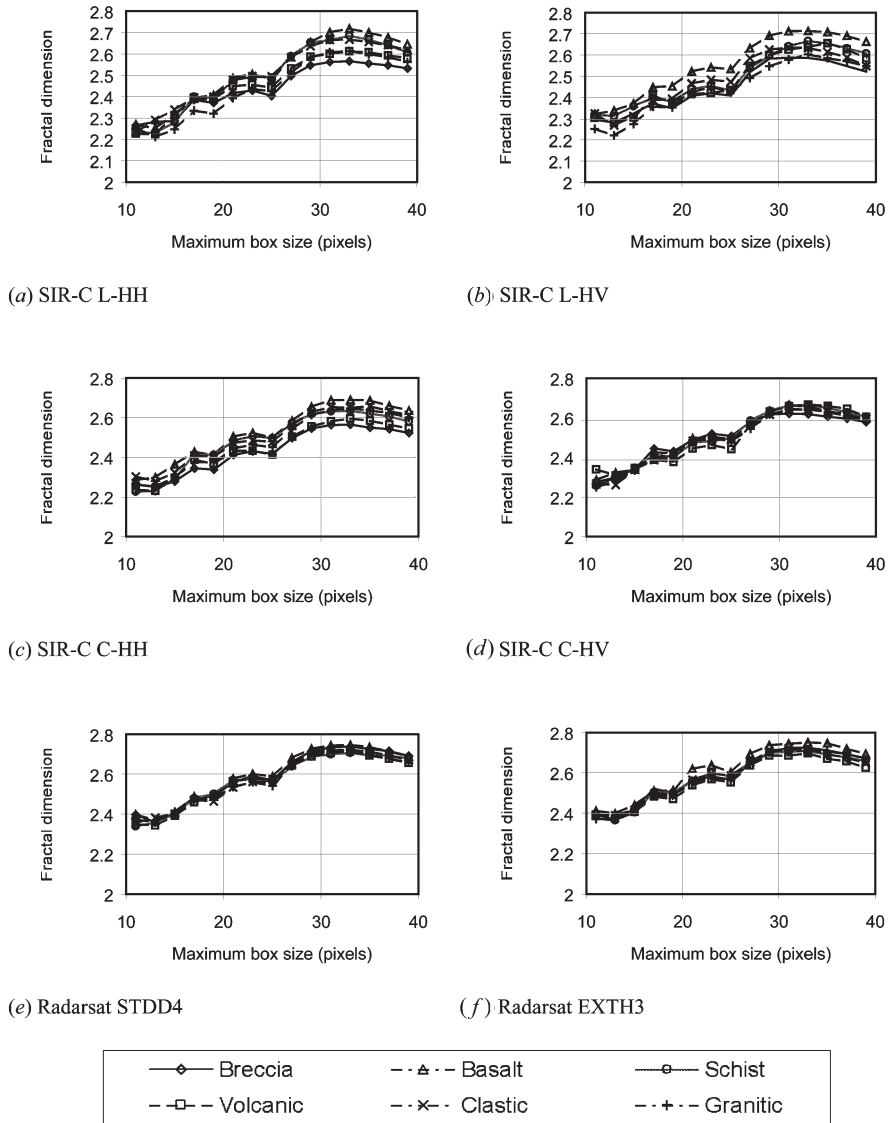 2.8 2.8
2.7 2.7
2.6 2.6
2.5 2.5
2.4 2.4
2.3 2.3
2.2 2.2
2.1 2.1
2 2
Fractal dimension Fractal dimension
10 20 30 40 10 20 30 40
Maximum box size (pixels) Maximum box size (pixels)
(a) SIR-C L-HH (b) SIR-C L-HV
2.8 2.8
2.6 2.6
2.4 2.4
2.2 2.2
2 2
Fractal dimension Fractal dimension
10 20 30 40 10 20 30 40
Maximum box size (pixels) Maximum box size (pixels)
(c) SIR-C C-HH (d) SIR-C C-HV
2.8 2.8
2.6 2.6
2.4 2.4
2.2 2.2
2 2
Fractal dimension Fractal dimension
10 20 30 40 10 20 30 40
Maximum box size (pixels) Maximum box size (pixels)
(e) Radarsat STDD4 (f) Radarsat EXTH3
Breccia Basalt Schist
Volcanic Clastic Granitic